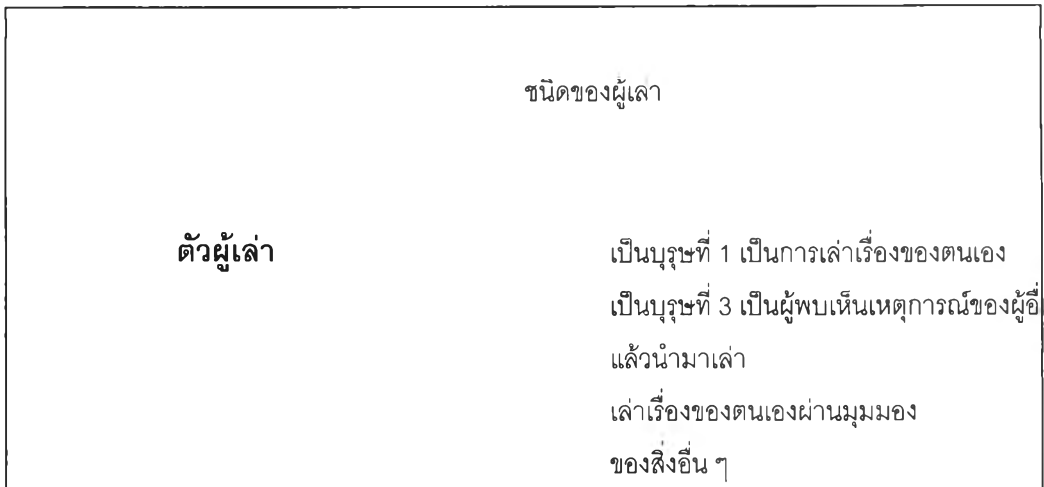 ชนิดของผู้เล่า
ตัวผู้เล่า
เป็นบุรุษที่ 1 เป็นการเล่าเรื่องของตนเอง
เป็นบุรุษที่ 3 เป็นผู้พบเห็นเหตุการณ์ของผู้อื่
แล้วนำมาเล่า
เล่าเรื่องของตนเองผ่านมุมมอง
ของสิ่งอื่น ๆ